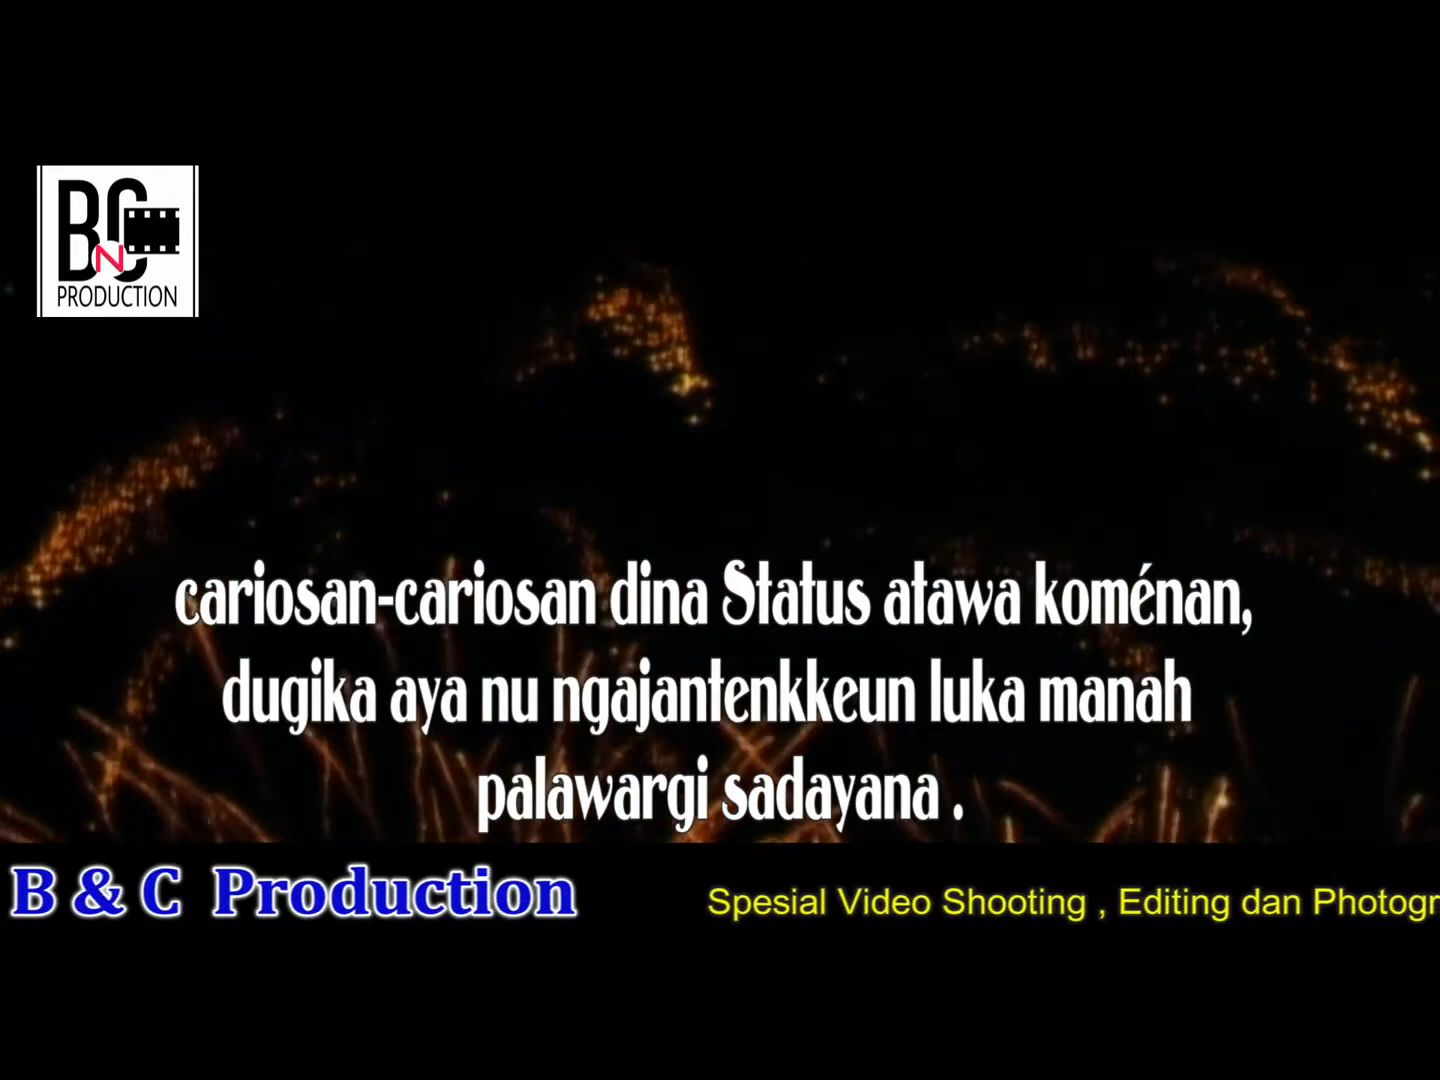 BNC
PRODUCTION
cariosan-cariosan dina Status atawa koménan,
dugika aya nu ngajantenkkeun luka manah
palawargi sadayana .
B & C Production
Spesial Video Shooting , Editing dan Photogr